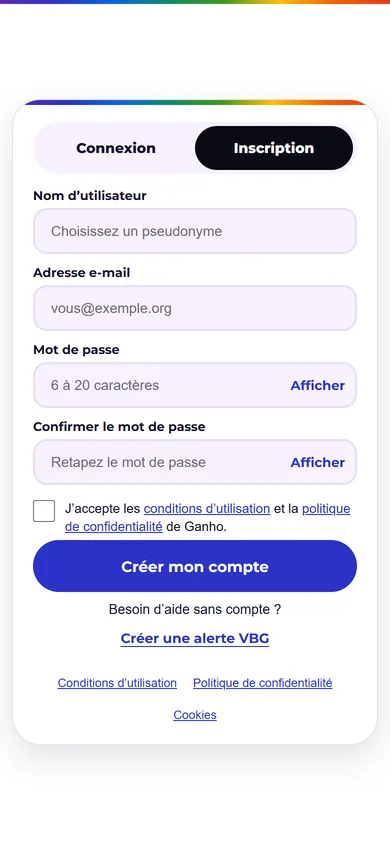 Connexion
Inscription
Nom d’utilisateur
Choisissez un pseudonyme
Adresse e-mail
vous@exemple.org
Mot de passe
6 à 20 caractères
Afficher
Confirmer le mot de passe
Retapez le mot de passe
Afficher
J’accepte les conditions d’utilisation et la politique
de confidentialité de Ganho.
Créer mon compte
Besoin d’aide sans compte ?
Créer une alerte VBG
Conditions d’utilisation
Politique de confidentialité
Cookies